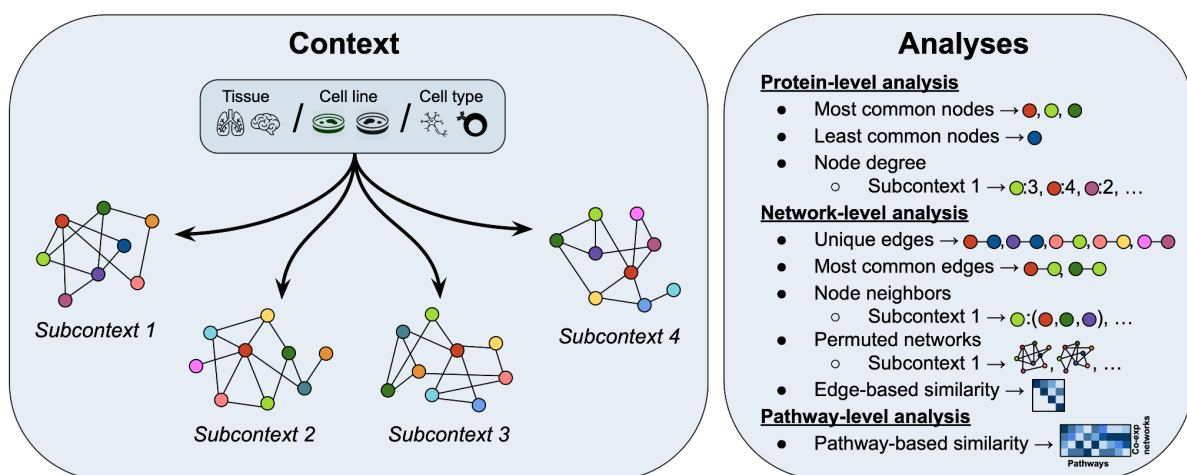 Context
Tissue / Cell line / Cell type
Subcontext 1
Subcontext 2
Subcontext 3
Subcontext 4
Analyses
Protein-level analysis
● Most common nodes → , ,
● Least common nodes →
● Node degree
○ Subcontext 1 → :3, :4, :2, ...
Network-level analysis
● Unique edges → , , , , 
● Most common edges → ,
● Node neighbors
○ Subcontext 1 → :( , , ), ...
● Permuted networks
○ Subcontext 1 → , , ...
● Edge-based similarity →
Pathway-level analysis
● Pathway-based similarity →
Co-exp
networks
Pathways